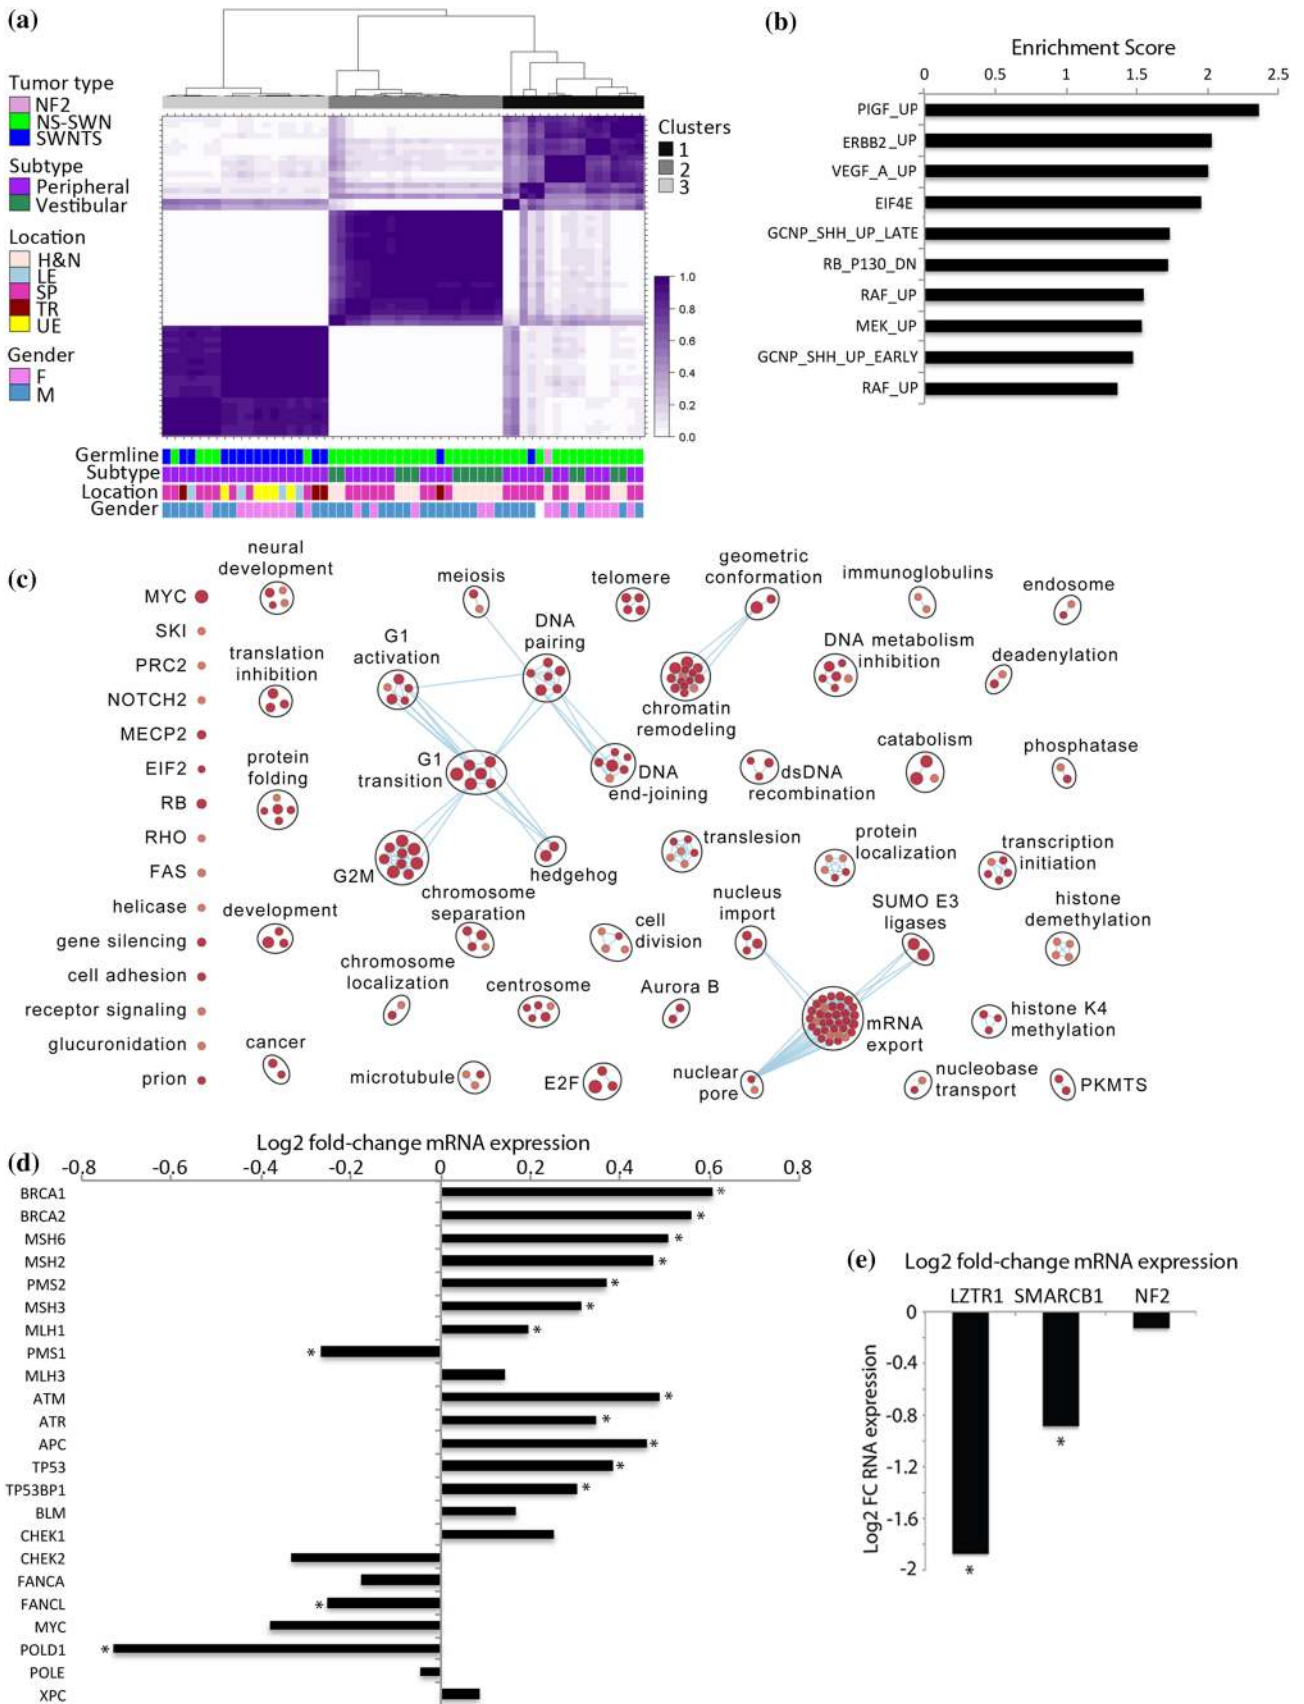 (a)
Tumor type
NF2
NS-SWN
SWNTS
Subtype
Peripheral
Vestibular
Location
H&N
LE
SP
TR
UE
Gender
F
M
Clusters
1
2
3
1.0
0.8
0.6
0.4
0.2
0.0
Germline
Subtype
Location
Gender
(b)
Enrichment Score
0 0.5 1 1.5 2 2.5
PIGF_UP
ERBB2_UP
VEGF_A_UP
EIF4E
GCNP_SHH_UP_LATE
RB_P130_DN
RAF_UP
MEK_UP
GCNP_SHH_UP_EARLY
RAF_UP
(c)
MYC
SKI
PRC2
NOTCH2
MECP2
EIF2
RB
RHO
FAS
helicase
gene silencing
cell adhesion
receptor signaling
glucuronidation
prion
neural
development
meiosis
telomere
geometric
conformation
immunoglobulins
endosome
translation
inhibition
G1
activation
DNA
pairing
chromatin
remodeling
DNA metabolism
inhibition
deadenylation
protein
folding
G1
transition
DNA
end-joining
dsDNA
recombination
catabolism
phosphatase
G2M
hedgehog
translesion
protein
localization
transcription
initiation
development
chromosome
separation
cell
division
nucleus
import
SUMO E3
ligases
histone
demethylation
chromosome
localization
centrosome
Aurora B
mRNA
export
histone K4
methylation
cancer
microtubule
E2F
nuclear
pore
nucleobase
transport
PKMTS
(d)
Log2 fold-change mRNA expression
-0.8 -0.6 -0.4 -0.2 0 0.2 0.4 0.6 0.8
BRCA1 *
BRCA2 *
MSH6 *
MSH2 *
PMS2 *
MSH3 *
MLH1 *
PMS1 *
MLH3
ATM *
ATR *
APC *
TP53 *
TP53BP1 *
BLM
CHEK1
CHEK2
FANCA
FANCL *
MYC
POLD1 *
POLE
XPC
(e)
Log2 fold-change mRNA expression
LZTR1 SMARCB1 NF2
Log2 FC RNA expression
0
-0.4
-0.8
-1.2
-1.6
-2
*
*